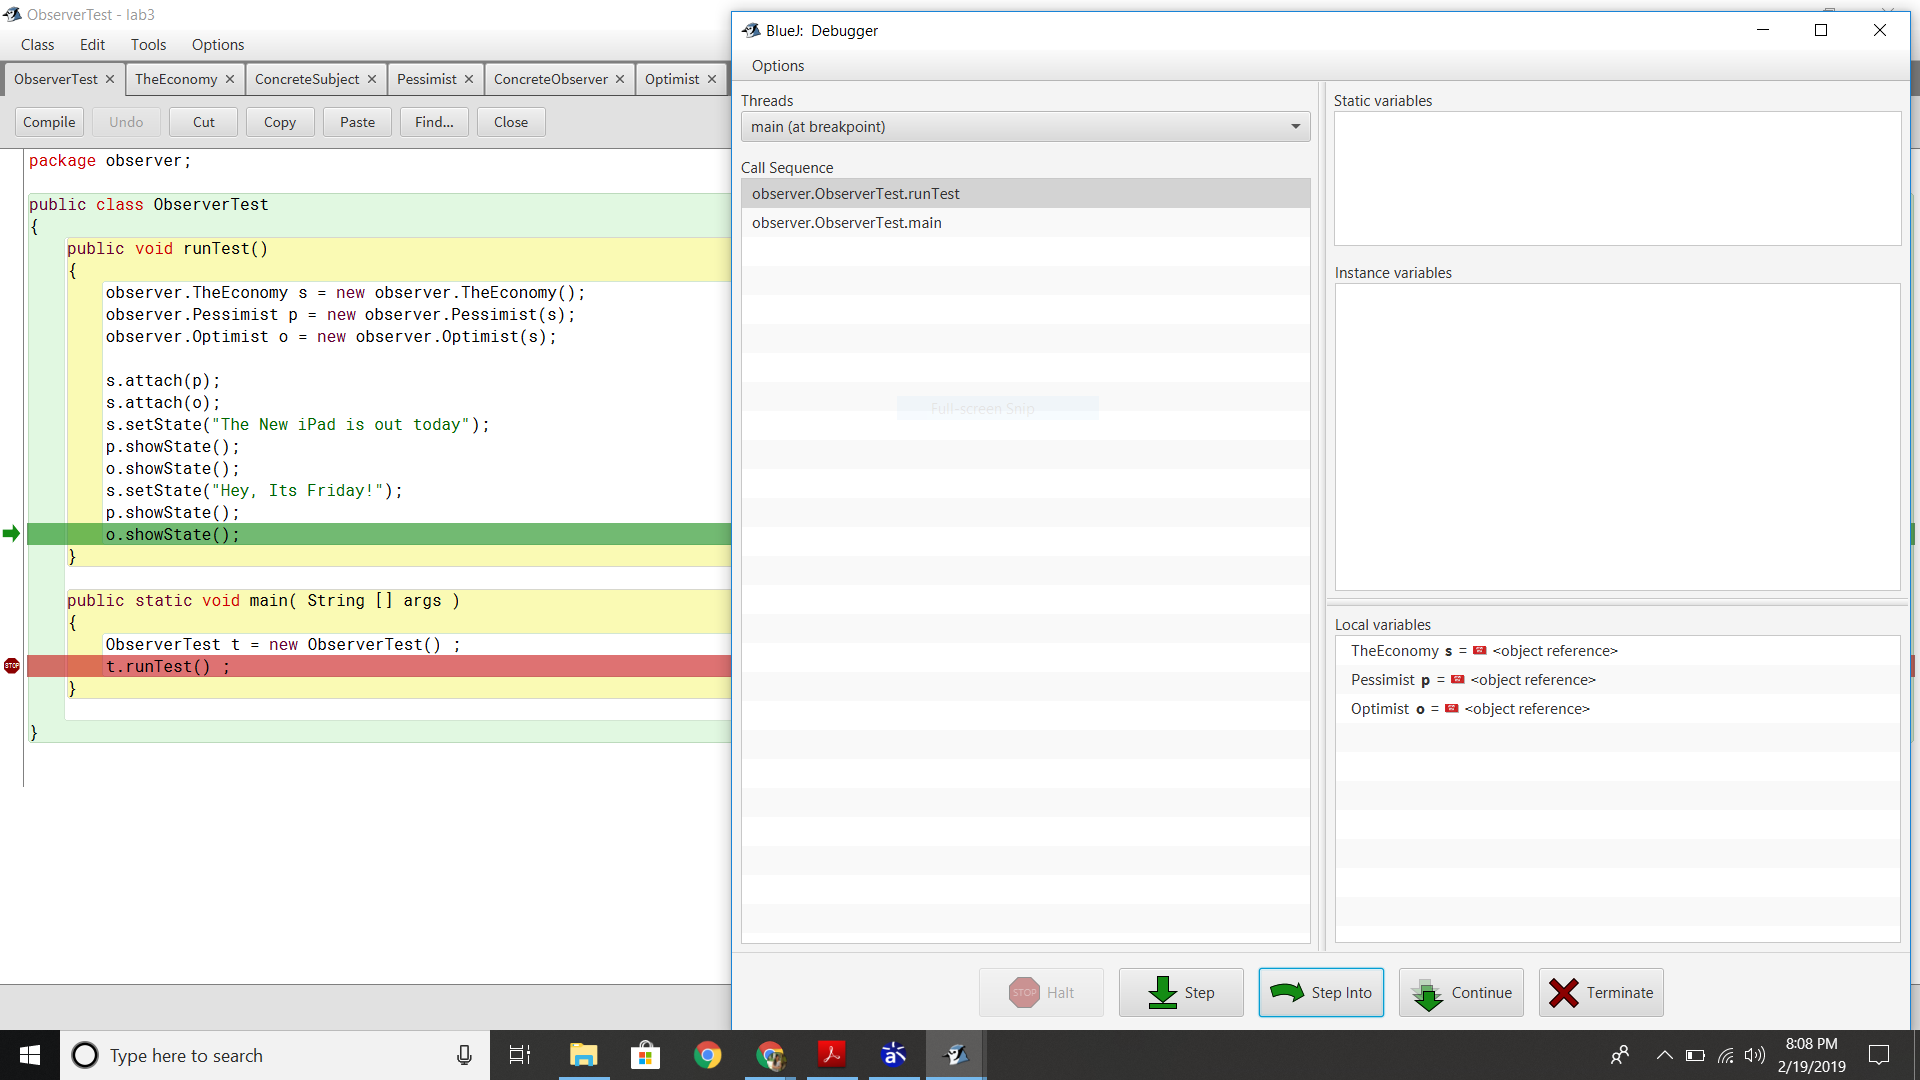 ObserverTest - lab3
Class Edit Tools Options
ObserverTest TheEconomy ConcreteSubject Pessimist ConcreteObserver Optimist
Compile Undo Cut Copy Paste Find... Close
package observer;
public class ObserverTest
{
public void runTest()
{
observer.TheEconomy s = new observer.TheEconomy();
observer.Pessimist p = new observer.Pessimist(s);
observer.Optimist o = new observer.Optimist(s);
s.attach(p);
s.attach(o);
s.setState("The New iPad is out today");
p.showState();
o.showState();
s.setState("Hey, Its Friday!");
p.showState();
o.showState();
}
public static void main( String [] args )
{
ObserverTest t = new ObserverTest() ;
STOP t.runTest() ;
}
}
BlueJ: Debugger
Options
Threads
main (at breakpoint)
Call Sequence
observer.ObserverTest.runTest
observer.ObserverTest.main
Full-screen Snip
Static variables
Instance variables
Local variables
TheEconomy s = <object reference>
Pessimist p = <object reference>
Optimist o = <object reference>
STOP Halt Step Step Into Continue Terminate
Type here to search
8:08 PM
2/19/2019